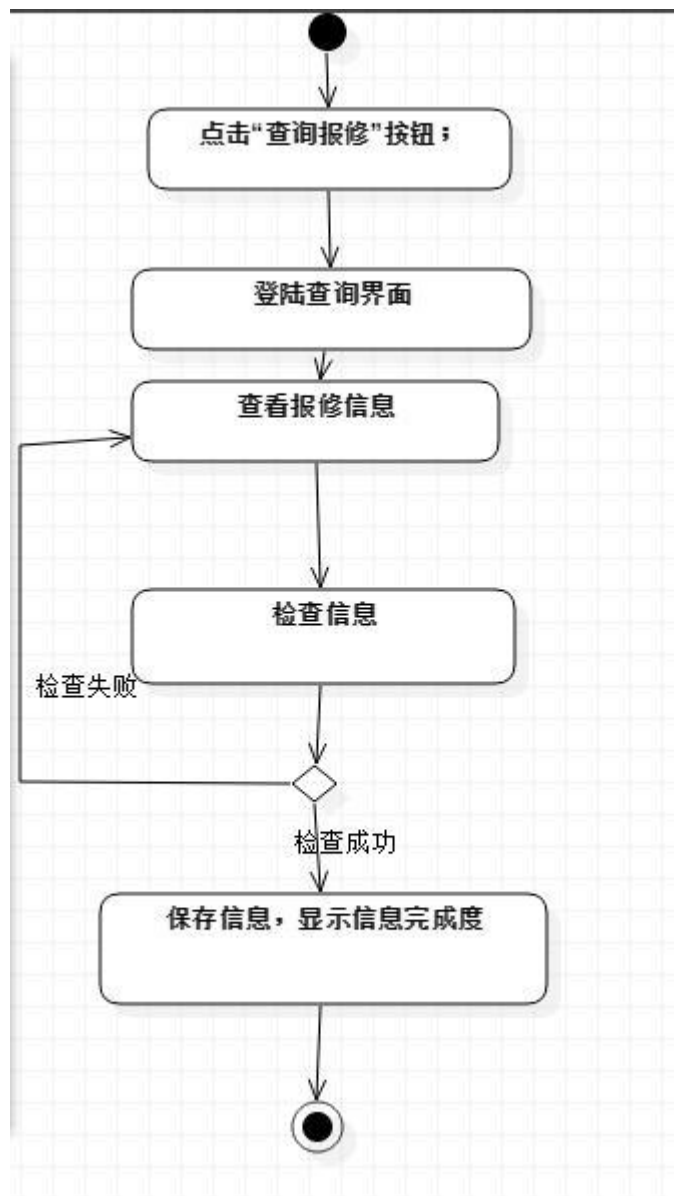 点击“查询报修”按钮；
登陆查询界面
查看报修信息
检查信息
检查失败
检查成功
保存信息，显示信息完成度